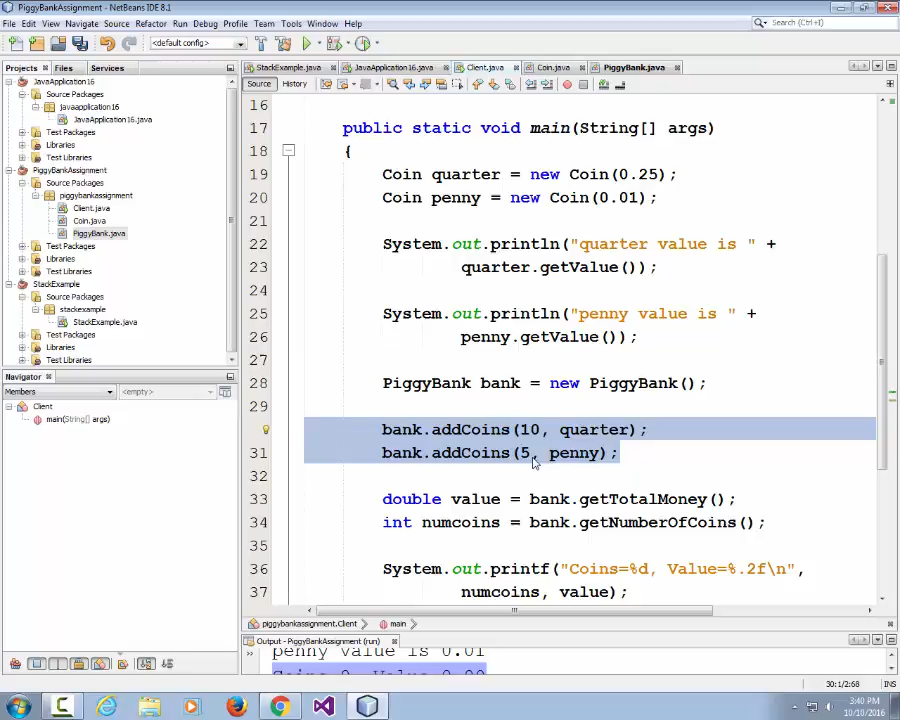 PiggyBankAssignment - NetBeans IDE 8.1
File Edit View Navigate Source Refactor Run Debug Profile Team Tools Window Help
Search (Ctrl+I)
<default config>
Projects Files Services
StackExample.java JavaApplication16.java Client.java Coin.java PiggyBank.java
Source History
JavaApplication16
Source Packages
javaapplication16
JavaApplication16.java
Test Packages
Libraries
Test Libraries
PiggyBankAssignment
Source Packages
piggybankassignment
Client.java
Coin.java
PiggyBank.java
Test Packages
Libraries
Test Libraries
StackExample
Source Packages
stackexample
StackExample.java
Test Packages
Libraries
Test Libraries
Navigator
Members <empty>
Client
main(String[] args)
16
17 public static void main(String[] args)
18 {
19 Coin quarter = new Coin(0.25);
20 Coin penny = new Coin(0.01);
21
22 System.out.println("quarter value is " +
23 quarter.getValue());
24
25 System.out.println("penny value is " +
26 penny.getValue());
27
28 PiggyBank bank = new PiggyBank();
29
bank.addCoins(10, quarter);
31 bank.addCoins(5, penny);
32
33 double value = bank.getTotalMoney();
34 int numcoins = bank.getNumberOfCoins();
35
36 System.out.printf("Coins=%d, Value=%.2f\n",
37 numcoins, value);
piggybankassignment.Client main
Output - PiggyBankAssignment (run)
penny value is 0.01
30:1/2:68 INS
3:40 PM
10/10/2016